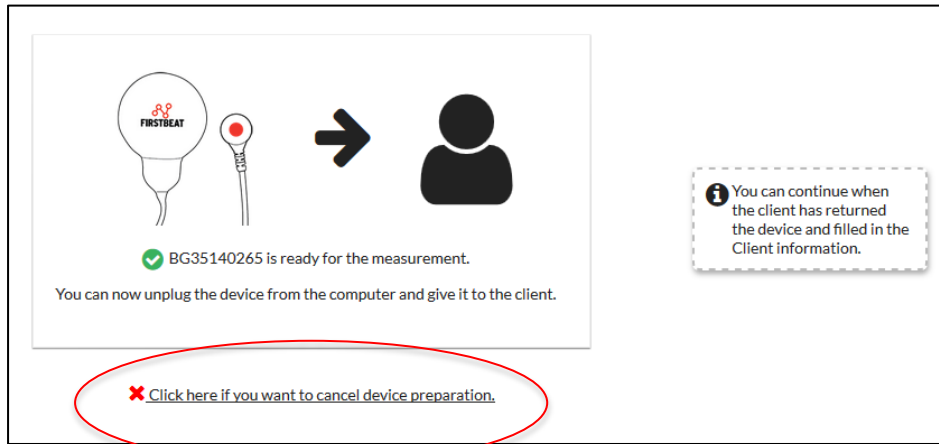 FIRSTBEAT
BG35140265 is ready for the measurement.
You can now unplug the device from the computer and give it to the client.
Click here if you want to cancel device preparation.
You can continue when
the client has returned
the device and filled in the
Client information.